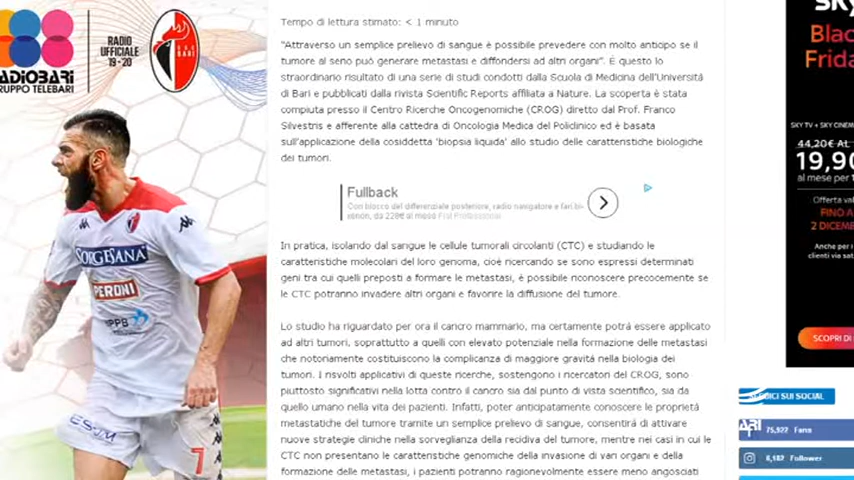 RADIO
UFFICIALE
19-20
BARI
RADIOBARI
GRUPPO TELEBARI
SORGESANA
PERONI
BPPB
7
Tempo di lettura stimato: < 1 minuto
"Attraverso un semplice prelievo di sangue è possibile prevedere con molto anticipo se il
tumore al seno può generare metastasi e diffondersi ad altri organi". È questo lo
straordinario risultato di una serie di studi condotti dalla Scuola di Medicina dell'Università
di Bari e pubblicati dalla rivista Scientific Reports affiliata a Nature. La scoperta è stata
compiuta presso il Centro Ricerche Oncogenomiche (CROG) diretto dal Prof. Franco
Silvestris e afferente alla cattedra di Oncologia Medica del Policlinico ed è basata
sull'applicazione della cosiddetta 'biopsia liquida' allo studio delle caratteristiche biologiche
dei tumori.
Fullback
Con blocco del differenziale posteriore, radio navigatore e fari bi-
xenon, da 229€ al mese Fiat Professional
In pratica, isolando dal sangue le cellule tumorali circolanti (CTC) e studiando le
caratteristiche molecolari del loro genoma, cioè ricercando se sono espressi determinati
geni tra cui quelli preposti a formare le metastasi, è possibile riconoscere precocemente se
le CTC potranno invadere altri organi e favorire la diffusione del tumore.
Lo studio ha riguardato per ora il cancro mammario, ma certamente potrà essere applicato
ad altri tumori, soprattutto a quelli con elevato potenziale nella formazione delle metastasi
che notoriamente costituiscono la complicanza di maggiore gravità nella biologia dei
tumori. I risvolti applicativi di queste ricerche, sostengono i ricercatori del CROG, sono
piuttosto significativi nella lotta contro il cancro sia dal punto di vista scientifico, sia da
quello umano nella vita dei pazienti. Infatti, poter anticipatamente conoscere le proprietà
metastatiche del tumore tramite un semplice prelievo di sangue, consentirà di attivare
nuove strategie cliniche nella sorveglianza della recidiva del tumore, mentre nei casi in cui le
CTC non presentano le caratteristiche genomiche della invasione di vari organi e della
formazione delle metastasi, i pazienti potranno ragionevolmente essere meno angosciati
SKY
Blac
Frida
SKY TV + SKY CINEM
44,20€ AL
19,90
al mese per 1
Offerta val
FINO A
2 DICEM
Anche per i
clienti via sat
SCOPRI DI
SEGUICI SUI SOCIAL
75,922 Fans
8,182 Follower